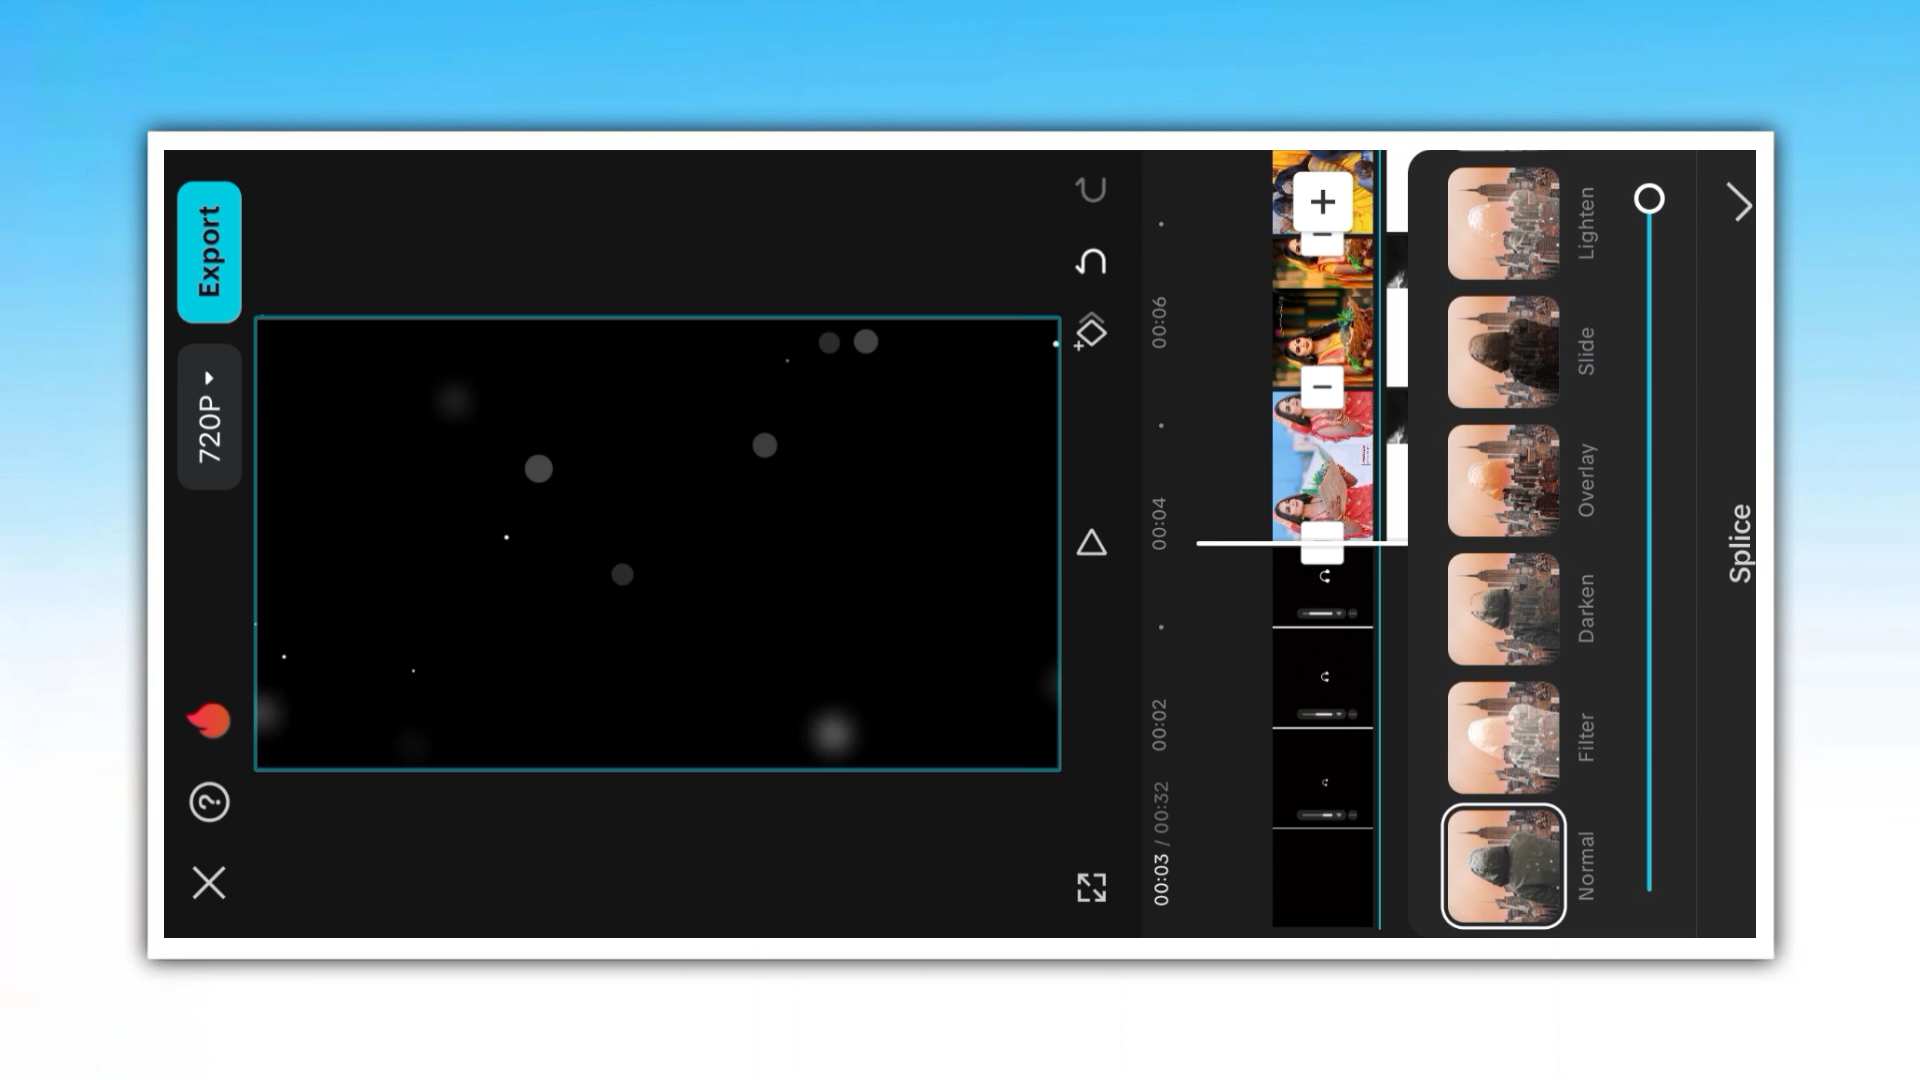 Export
720P
00:03 / 00:32
00:02
00:04
00:06
Normal
Filter
Darken
Overlay
Slide
Lighten
Splice